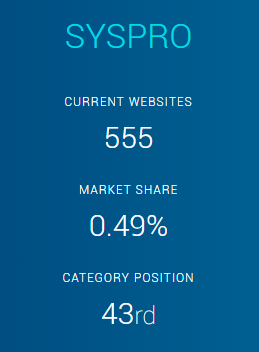 SYSPRO
CURRENT WEBSITES
555
MARKET SHARE
0.49%
CATEGORY POSITION
43rd